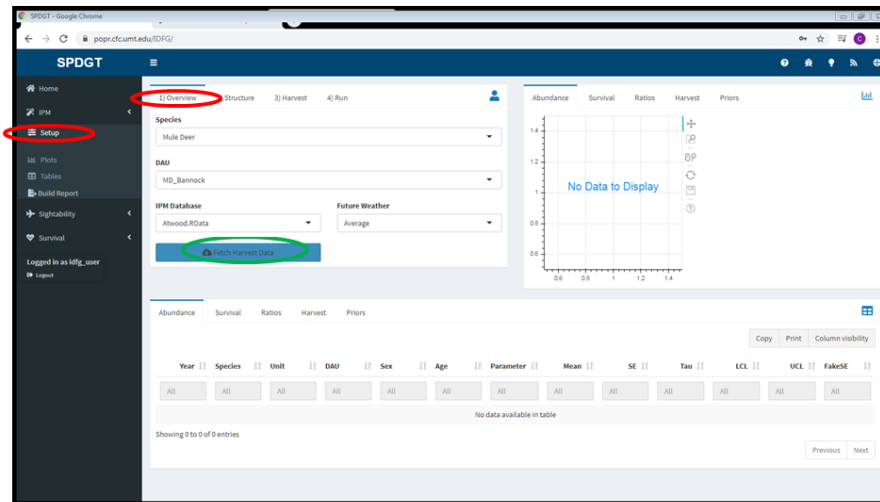 SPDGT - Google Chrome
popr.cfc.umt.edu/IDFG/
SPDGT
Home
IPM
Setup
Plots
Tables
Build Report
Sightability
Survival
Logged in as idfg_user
Logout
1) Overview Structure 3) Harvest 4) Run
Species
Mule Deer
DAU
MD_Bannock
IPM Database Future Weather
Atwood.RData Average
Fetch Harvest Data
Abundance Survival Ratios Harvest Priors
1.4
1.2
1
0.8
0.6
No Data to Display
0.6 0.8 1 1.2 1.4
Abundance Survival Ratios Harvest Priors
Copy Print Column visibility
Year Species Unit DAU Sex Age Parameter Mean SE Tau LCL UCL FakeSE
All All All All All All All All All All All All All
No data available in table
Showing 0 to 0 of 0 entries
Previous Next